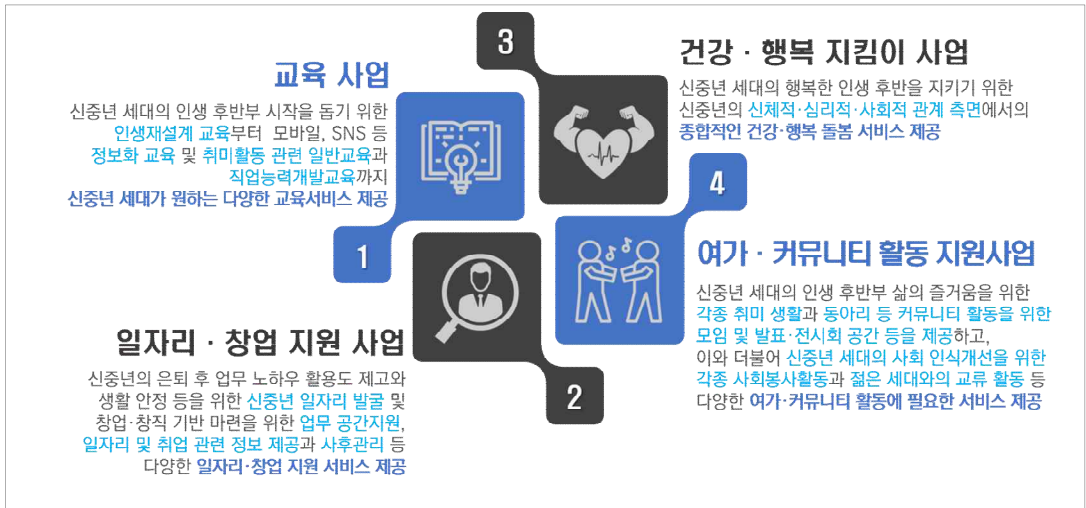 1
교육 사업
신중년 세대의 인생 후반부 시작을 돕기 위한
인생재설계 교육부터 모바일, SNS 등
정보화 교육 및 취미활동 관련 일반교육과
직업능력개발교육까지
신중년 세대가 원하는 다양한 교육서비스 제공
2
일자리 · 창업 지원 사업
신중년의 은퇴 후 업무 노하우 활용도 제고와
생활 안정 등을 위한 신중년 일자리 발굴 및
창업·창직 기반 마련을 위한 업무 공간지원,
일자리 및 취업 관련 정보 제공과 사후관리 등
다양한 일자리·창업 지원 서비스 제공
3
건강 · 행복 지킴이 사업
신중년 세대의 행복한 인생 후반을 지키기 위한
신중년의 신체적·심리적·사회적 관계 측면에서의
종합적인 건강·행복 돌봄 서비스 제공
4
여가 · 커뮤니티 활동 지원사업
신중년 세대의 인생 후반부 삶의 즐거움을 위한
각종 취미 생활과 동아리 등 커뮤니티 활동을 위한
모임 및 발표·전시회 공간 등을 제공하고,
이와 더불어 신중년 세대의 사회 인식개선을 위한
각종 사회봉사활동과 젊은 세대와의 교류 활동 등
다양한 여가·커뮤니티 활동에 필요한 서비스 제공